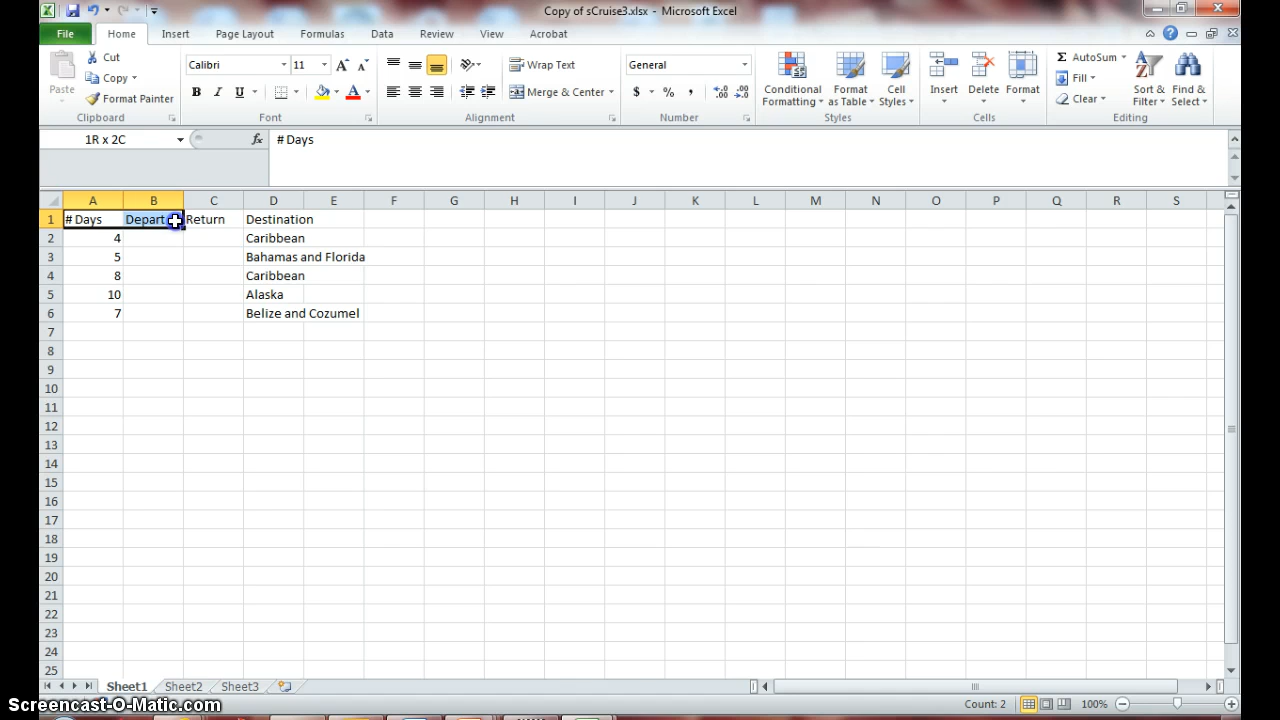 Copy of sCruise3.xlsx - Microsoft Excel
File Home Insert Page Layout Formulas Data Review View Acrobat
Paste
Cut
Copy
Format Painter
Clipboard
Calibri 11 A A
B I U A
Font
Wrap Text
Merge & Center
Alignment
General
$ % , .00 .0
Number
Conditional Formatting
Format as Table
Cell Styles
Styles
Insert Delete Format
Cells
Σ AutoSum
Fill
Clear
Sort & Filter
Find & Select
Editing
1R x 2C fx # Days
A B C D E F G H I J K L M N O P Q R S
1 # Days Depart Return Destination
2 4 Caribbean
3 5 Bahamas and Florida
4 8 Caribbean
5 10 Alaska
6 7 Belize and Cozumel
7
8
9
10
11
12
13
14
15
16
17
18
19
20
21
22
23
24
25
Sheet1 Sheet2 Sheet3
Screencast-O-Matic.com Count: 2 100%